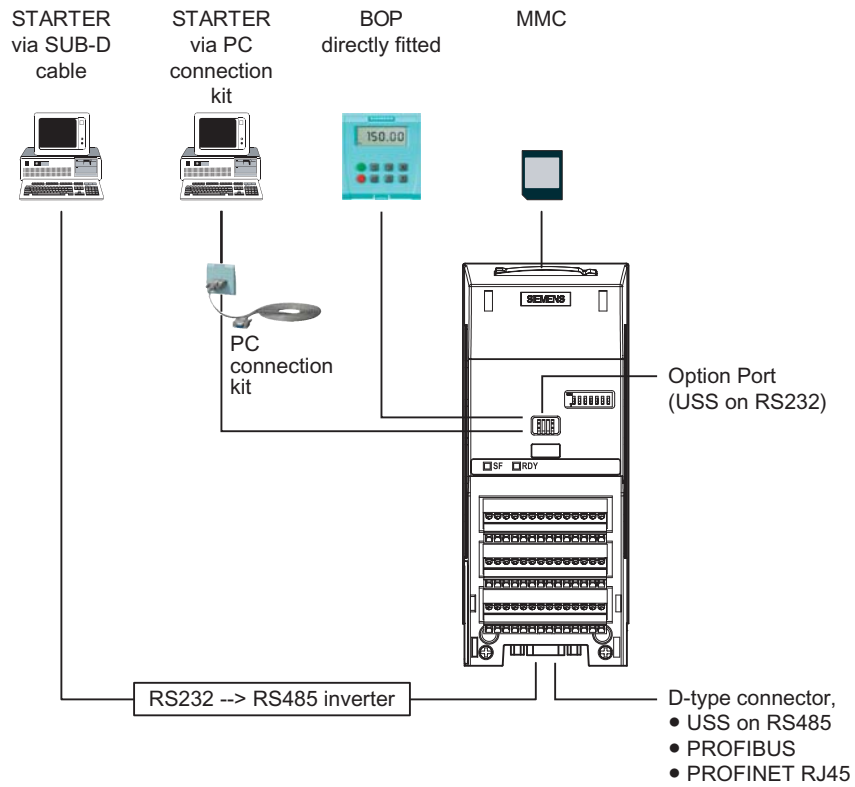 STARTER
via SUB-D
cable
STARTER
via PC
connection
kit
BOP
directly fitted
MMC
150.00
SIEMENS
PC
connection
kit
Option Port
(USS on RS232)
SF RDY
RS232 --> RS485 inverter
D-type connector,
● USS on RS485
● PROFIBUS
● PROFINET RJ45